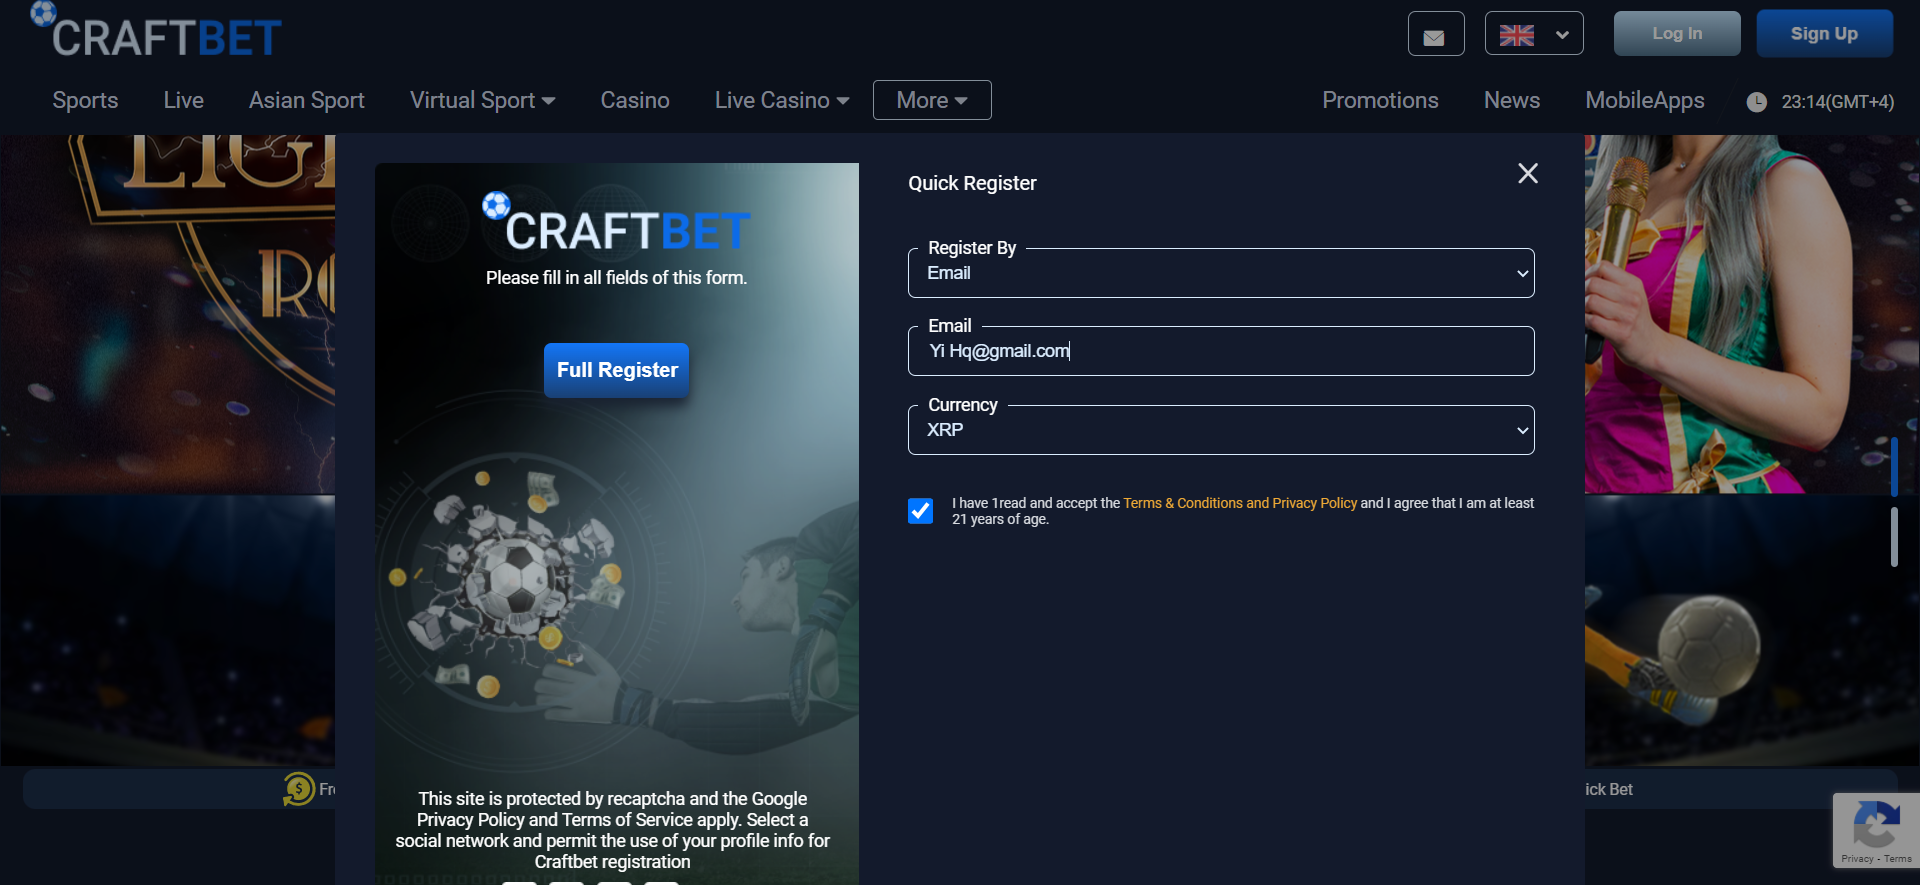 CRAFTBET
Log In
Sign Up
Sports
Live
Asian Sport
Virtual Sport
Casino
Live Casino
More
Promotions
News
MobileApps
23:14(GMT+4)
CRAFTBET
Please fill in all fields of this form.
Full Register
This site is protected by recaptcha and the Google
Privacy Policy and Terms of Service apply. Select a
social network and permit the use of your profile info for
Craftbet registration
Quick Register
Register By
Email
Email
Yi Hq@gmail.com
Currency
XRP
I have 1read and accept the Terms & Conditions and Privacy Policy and I agree that I am at least
21 years of age.
ick Bet
Privacy - Terms